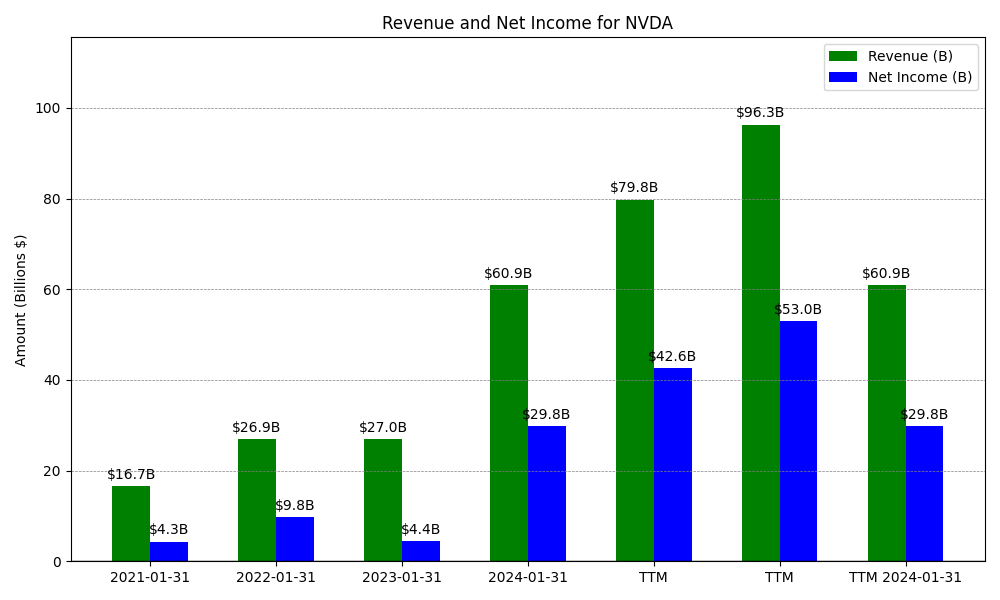 Revenue and Net Income for NVDA
Revenue (B)
Net Income (B)
Amount (Billions $)
100
80
60
40
20
0
$16.7B
$4.3B
$26.9B
$9.8B
$27.0B
$4.4B
$60.9B
$29.8B
$79.8B
$42.6B
$96.3B
$53.0B
$60.9B
$29.8B
2021-01-31
2022-01-31
2023-01-31
2024-01-31
TTM
TTM
TTM 2024-01-31